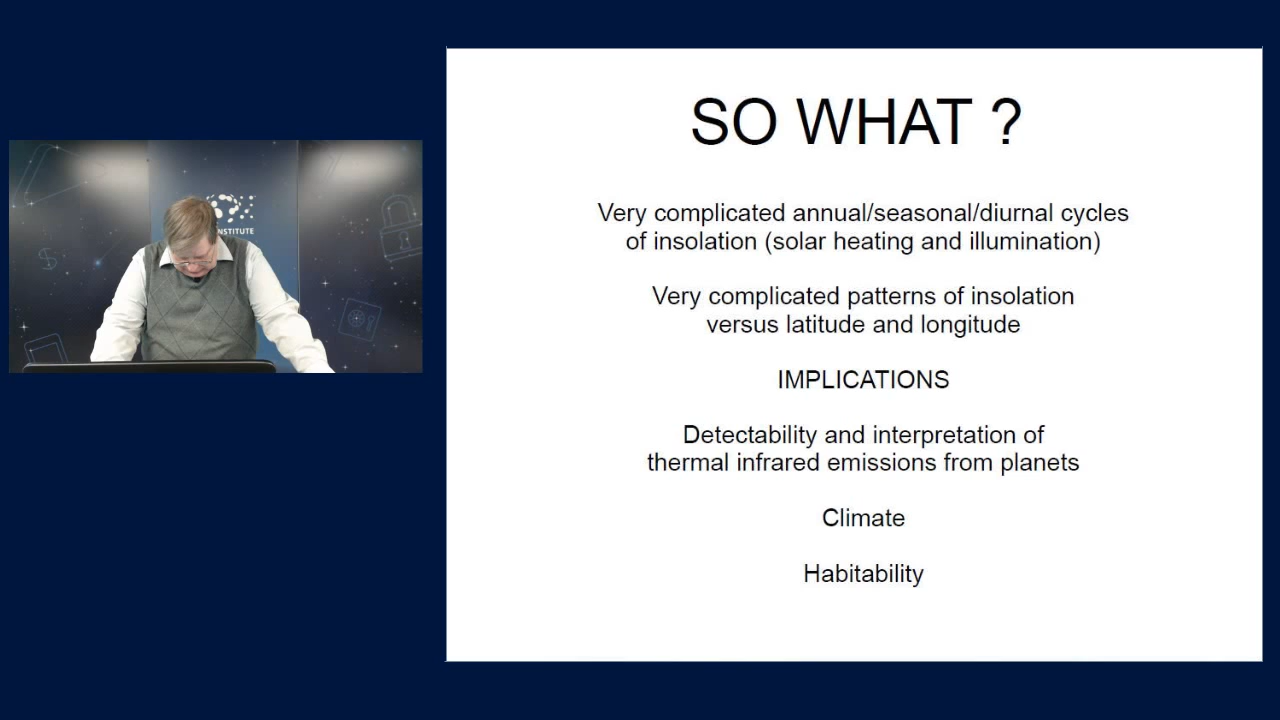 SO WHAT ?
Very complicated annual/seasonal/diurnal cycles
of insolation (solar heating and illumination)
Very complicated patterns of insolation
versus latitude and longitude
IMPLICATIONS
Detectability and interpretation of
thermal infrared emissions from planets
Climate
Habitability